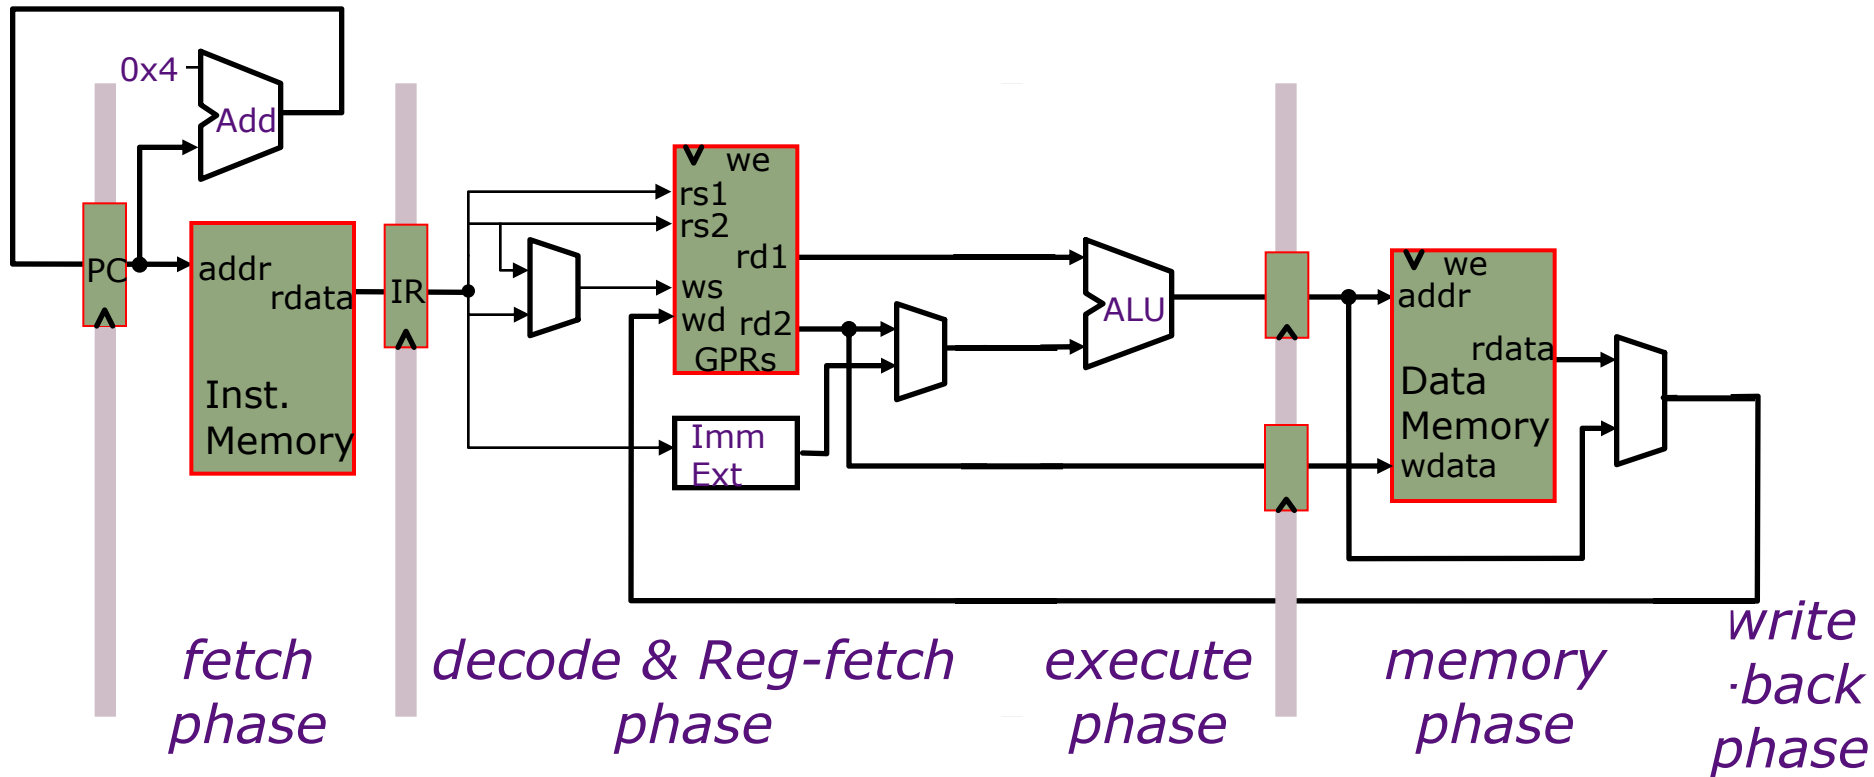 0x4
Add
PC
addr
rdata
Inst.
Memory
IR
we
rs1
rs2
rd1
ws
wd
rd2
GPRs
Imm
Ext
ALU
we
addr
rdata
Data
Memory
wdata
fetch
phase
decode & Reg-fetch
phase
execute
phase
memory
phase
write
-back
phase